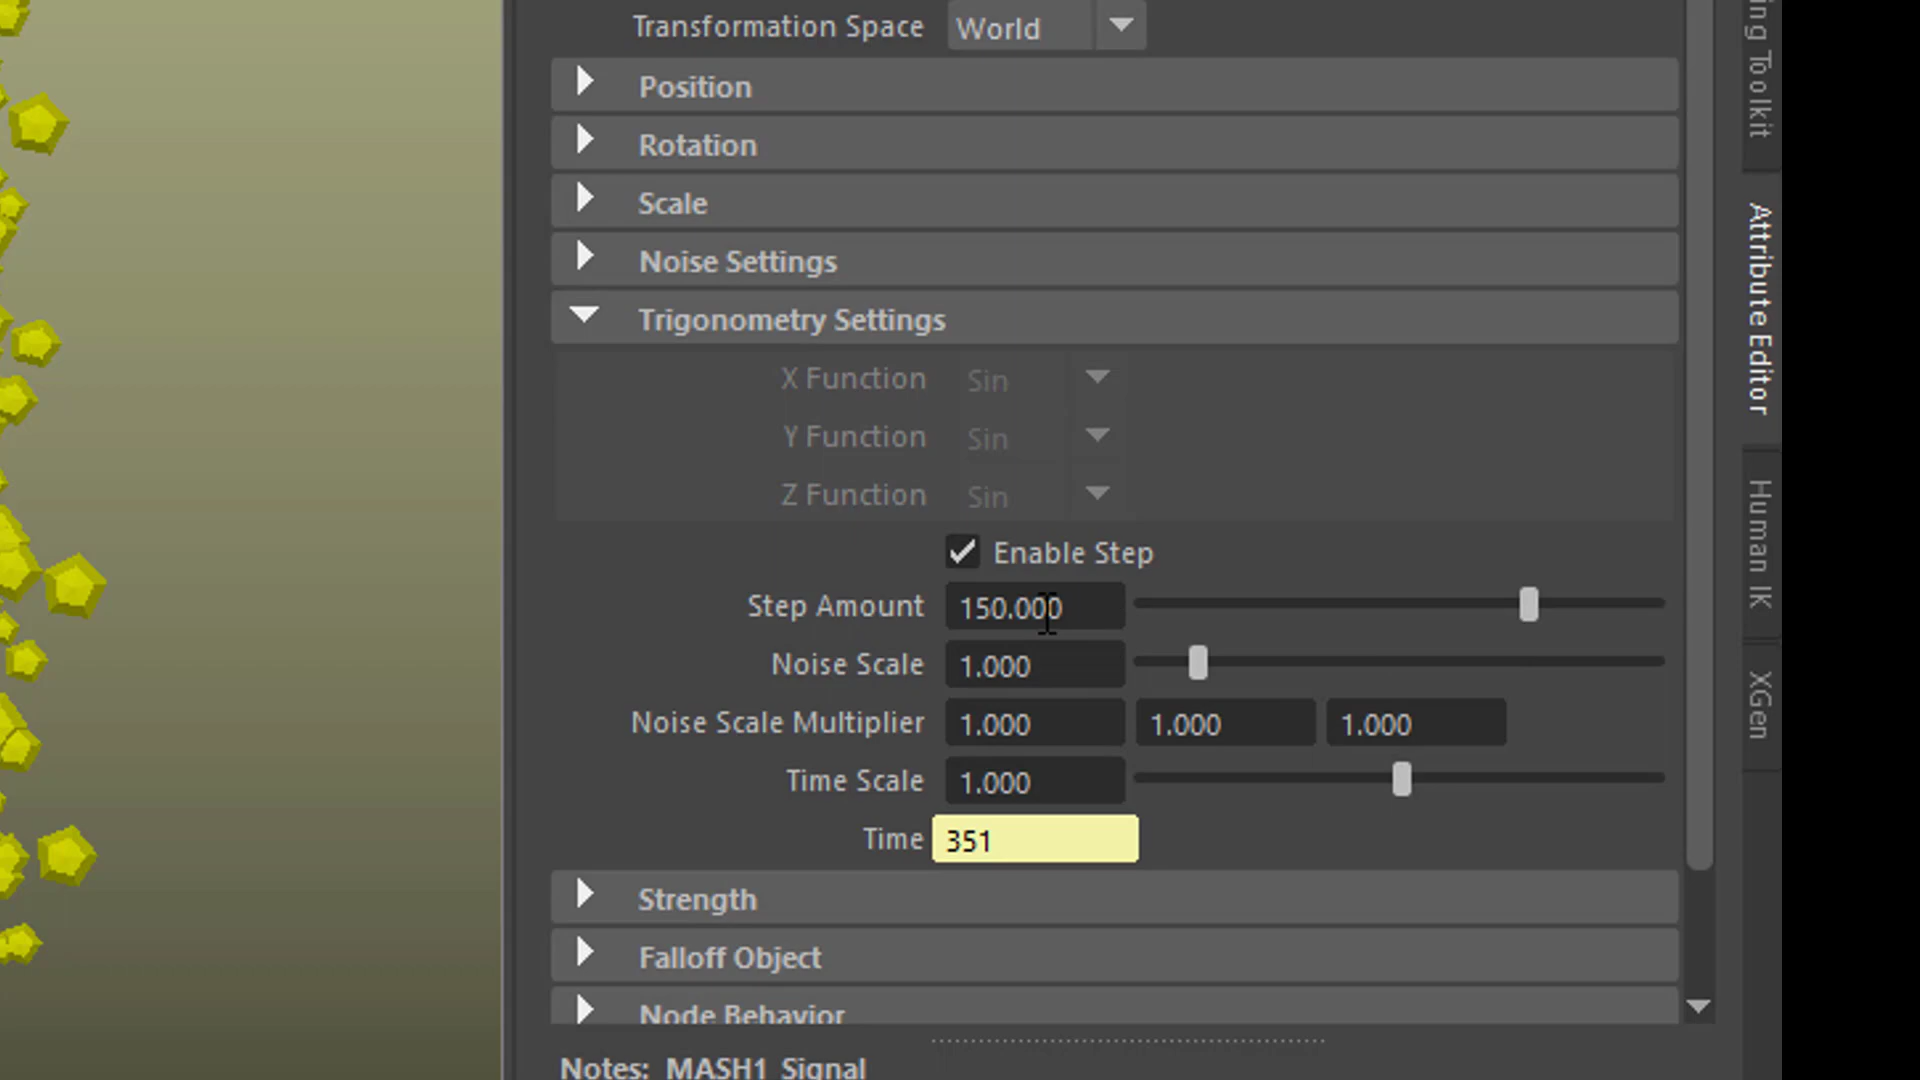 Transformation Space World
Position
Rotation
Scale
Noise Settings
Trigonometry Settings
X Function Sin
Y Function Sin
Z Function Sin
Enable Step
Step Amount 150.000
Noise Scale 1.000
Noise Scale Multiplier 1.000 1.000 1.000
Time Scale 1.000
Time 351
Strength
Falloff Object
Node Behavior
Notes: MASH1_Signal
ing Toolkit
Attribute Editor
Human IK
XGen